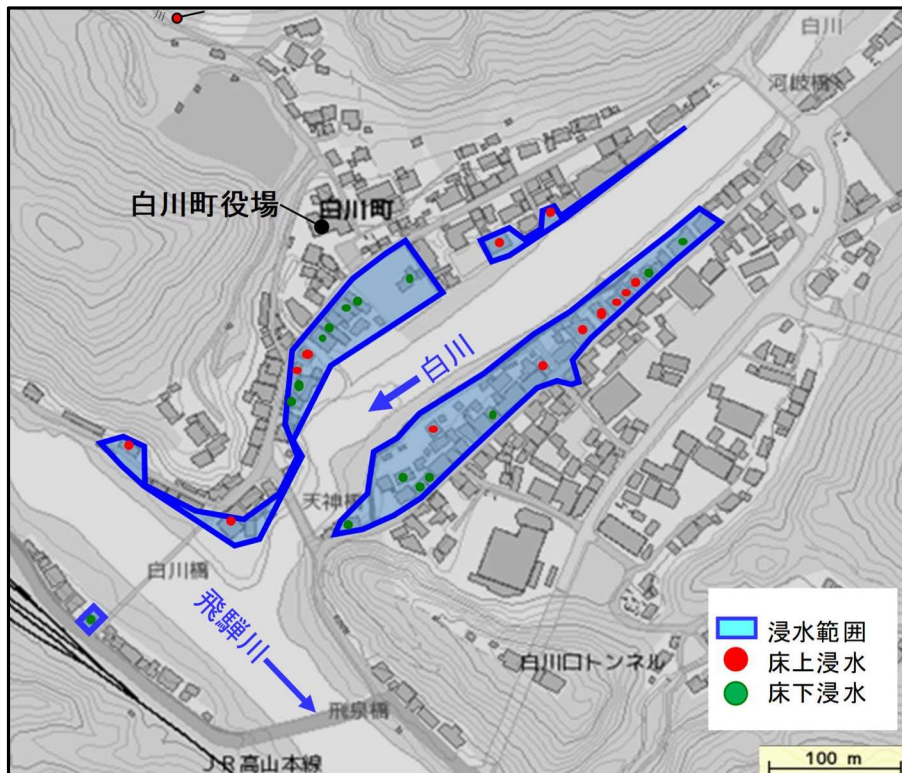 川
白川
河岐橋
白川町役場
白川町
白川
天神橋
白川橋
飛騨川
飛泉橋
白川口トンネル
JR高山本線
浸水範囲
床上浸水
床下浸水
100 m